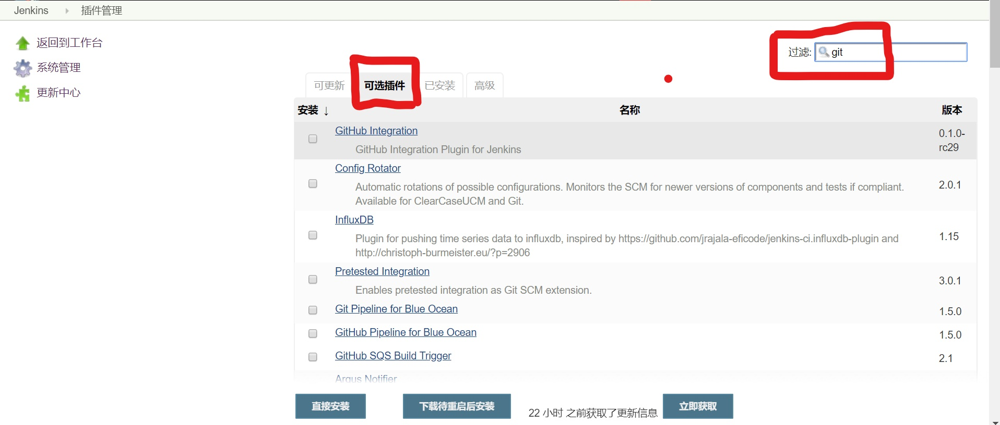 Jenkins 插件管理
返回到工作台
系统管理
更新中心
过滤: git
可更新 可选插件 已安装 高级
安装 ↓ 名称 版本
GitHub Integration
GitHub Integration Plugin for Jenkins
0.1.0-
rc29
Config Rotator
Automatic rotations of possible configurations. Monitors the SCM for newer versions of components and tests if compliant.
Available for ClearCaseUCM and Git.
2.0.1
InfluxDB
Plugin for pushing time series data to influxdb, inspired by https://github.com/jrajala-eficode/jenkins-ci.influxdb-plugin and
http://christoph-burmeister.eu/?p=2906
1.15
Pretested Integration
Enables pretested integration as Git SCM extension.
3.0.1
Git Pipeline for Blue Ocean 1.5.0
GitHub Pipeline for Blue Ocean 1.5.0
GitHub SQS Build Trigger 2.1
Argus Notifier
直接安装 下载待重启后安装 22 小时 之前获取了更新信息 立即获取